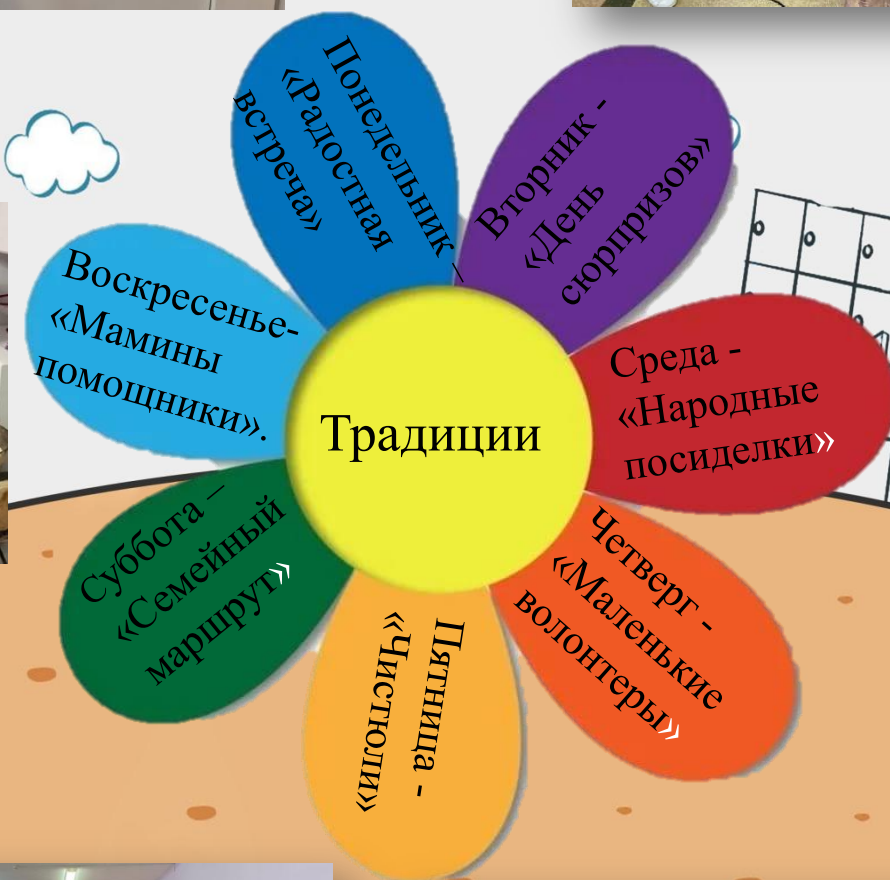 Традиции
Понедельник –
«Радостная
встреча»
Вторник -
«День
сюрпризов»
Среда -
«Народные
посиделки»
Четверг -
«Маленькие
волонтеры»
Пятница -
«Чистюли»
Суббота –
«Семейный
маршрут»
Воскресенье-
«Мамины
помощники».